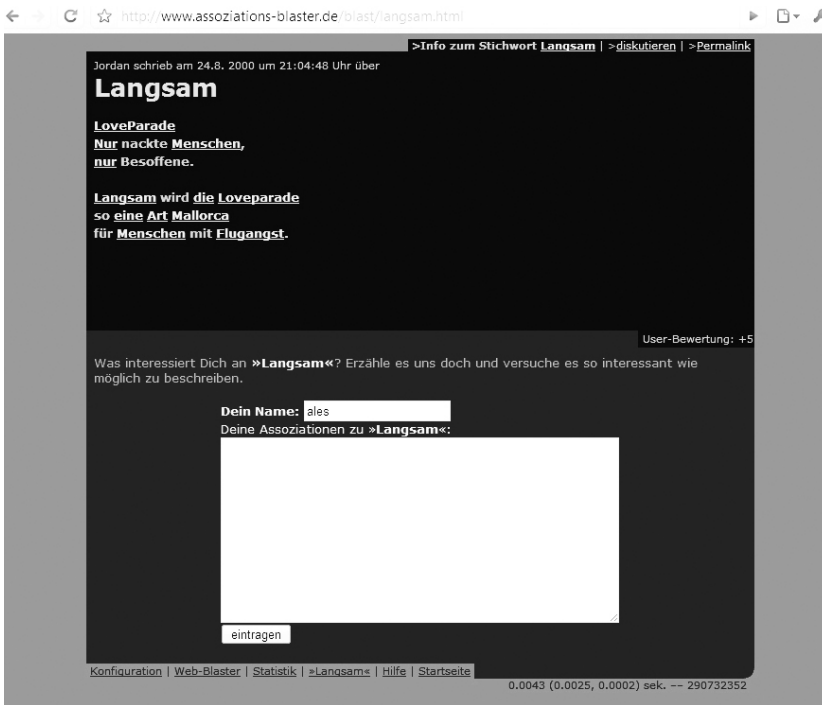 http://www.assoziations-blaster.de/blast/langsam.html
>Info zum Stichwort Langsam | >diskutieren | >Permalink
Jordan schrieb am 24.8. 2000 um 21:04:48 Uhr über
Langsam
LoveParade
Nur nackte Menschen,
nur Besoffene.
Langsam wird die Loveparade
so eine Art Mallorca
für Menschen mit Flugangst.
User-Bewertung: +5
Was interessiert Dich an »Langsam«? Erzähle es uns doch und versuche es so interessant wie
möglich zu beschreiben.
Dein Name: ales
Deine Assoziationen zu »Langsam«:
eintragen
Konfiguration | Web-Blaster | Statistik | »Langsam« | Hilfe | Startseite
0.0043 (0.0025, 0.0002) sek. –– 290732352